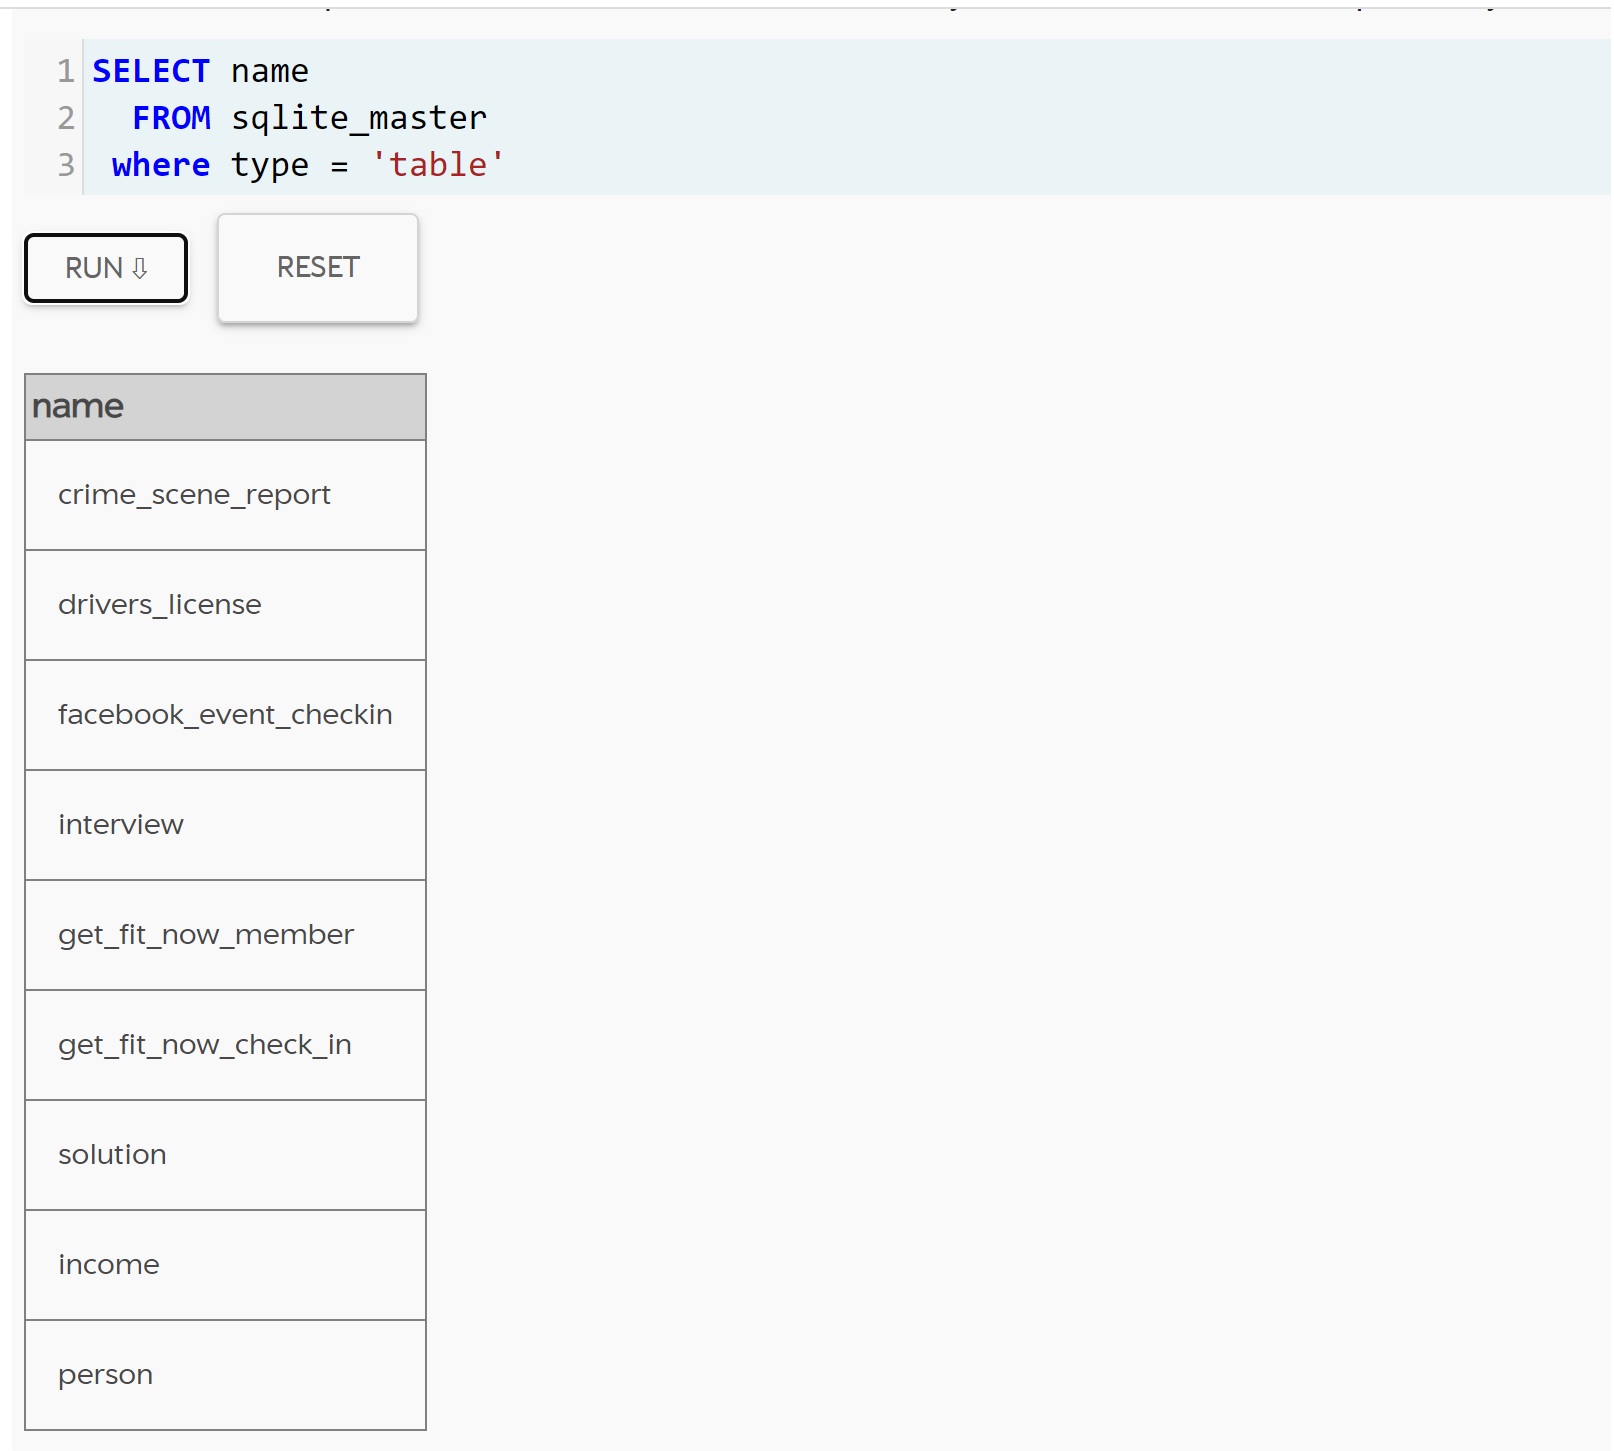 1 SELECT name
2 FROM sqlite_master
3 where type = 'table'
RUN ⇩ RESET
name
crime_scene_report
drivers_license
facebook_event_checkin
interview
get_fit_now_member
get_fit_now_check_in
solution
income
person